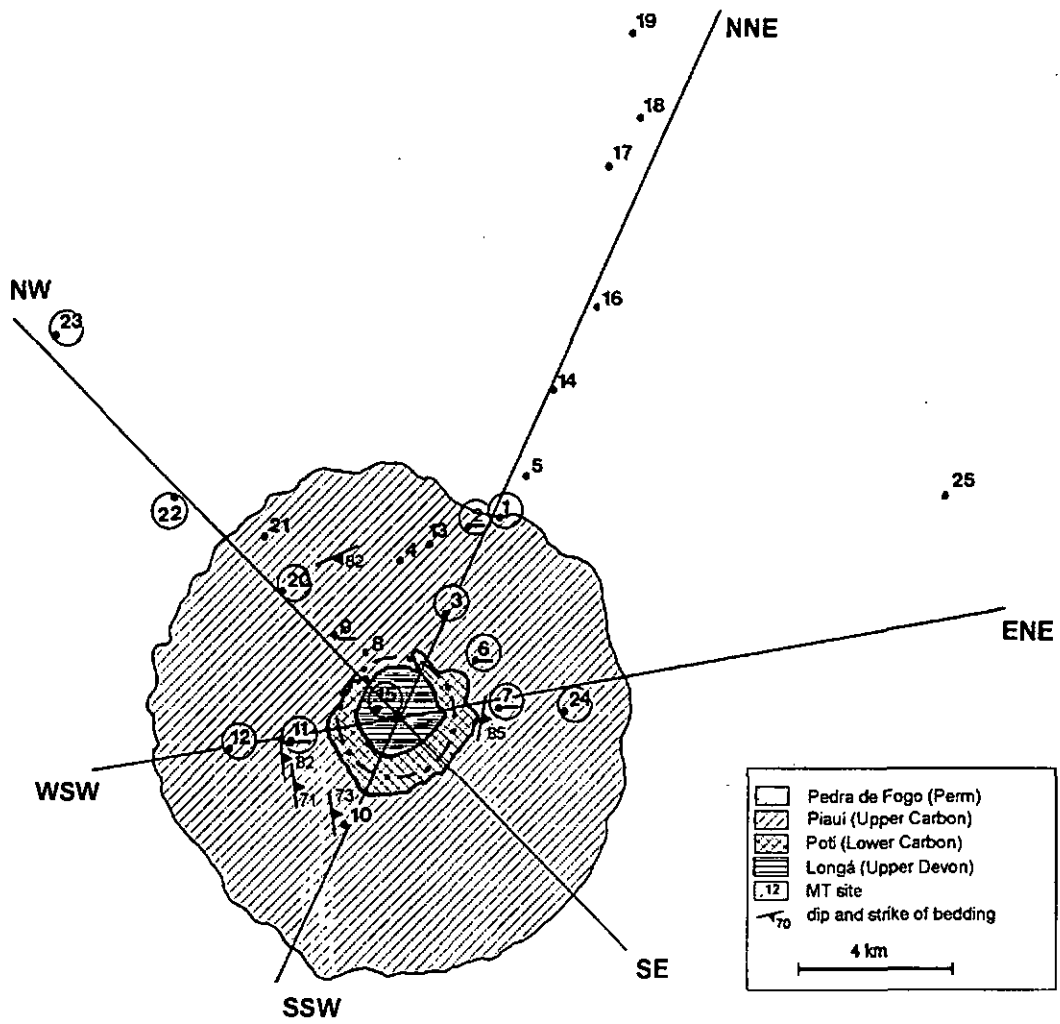 19
NNE
18
17
NW
23
16
14
5
25
22
21
2
1
13
4
82
20
3
9
8
6
ENE
15
7
24
85
12
11
82
WSW
71
73
10
SE
SSW
Pedra de Fogo (Perm)
Piaui (Upper Carbon)
Poti (Lower Carbon)
Longá (Upper Devon)
12 MT site
70 dip and strike of bedding
4 km